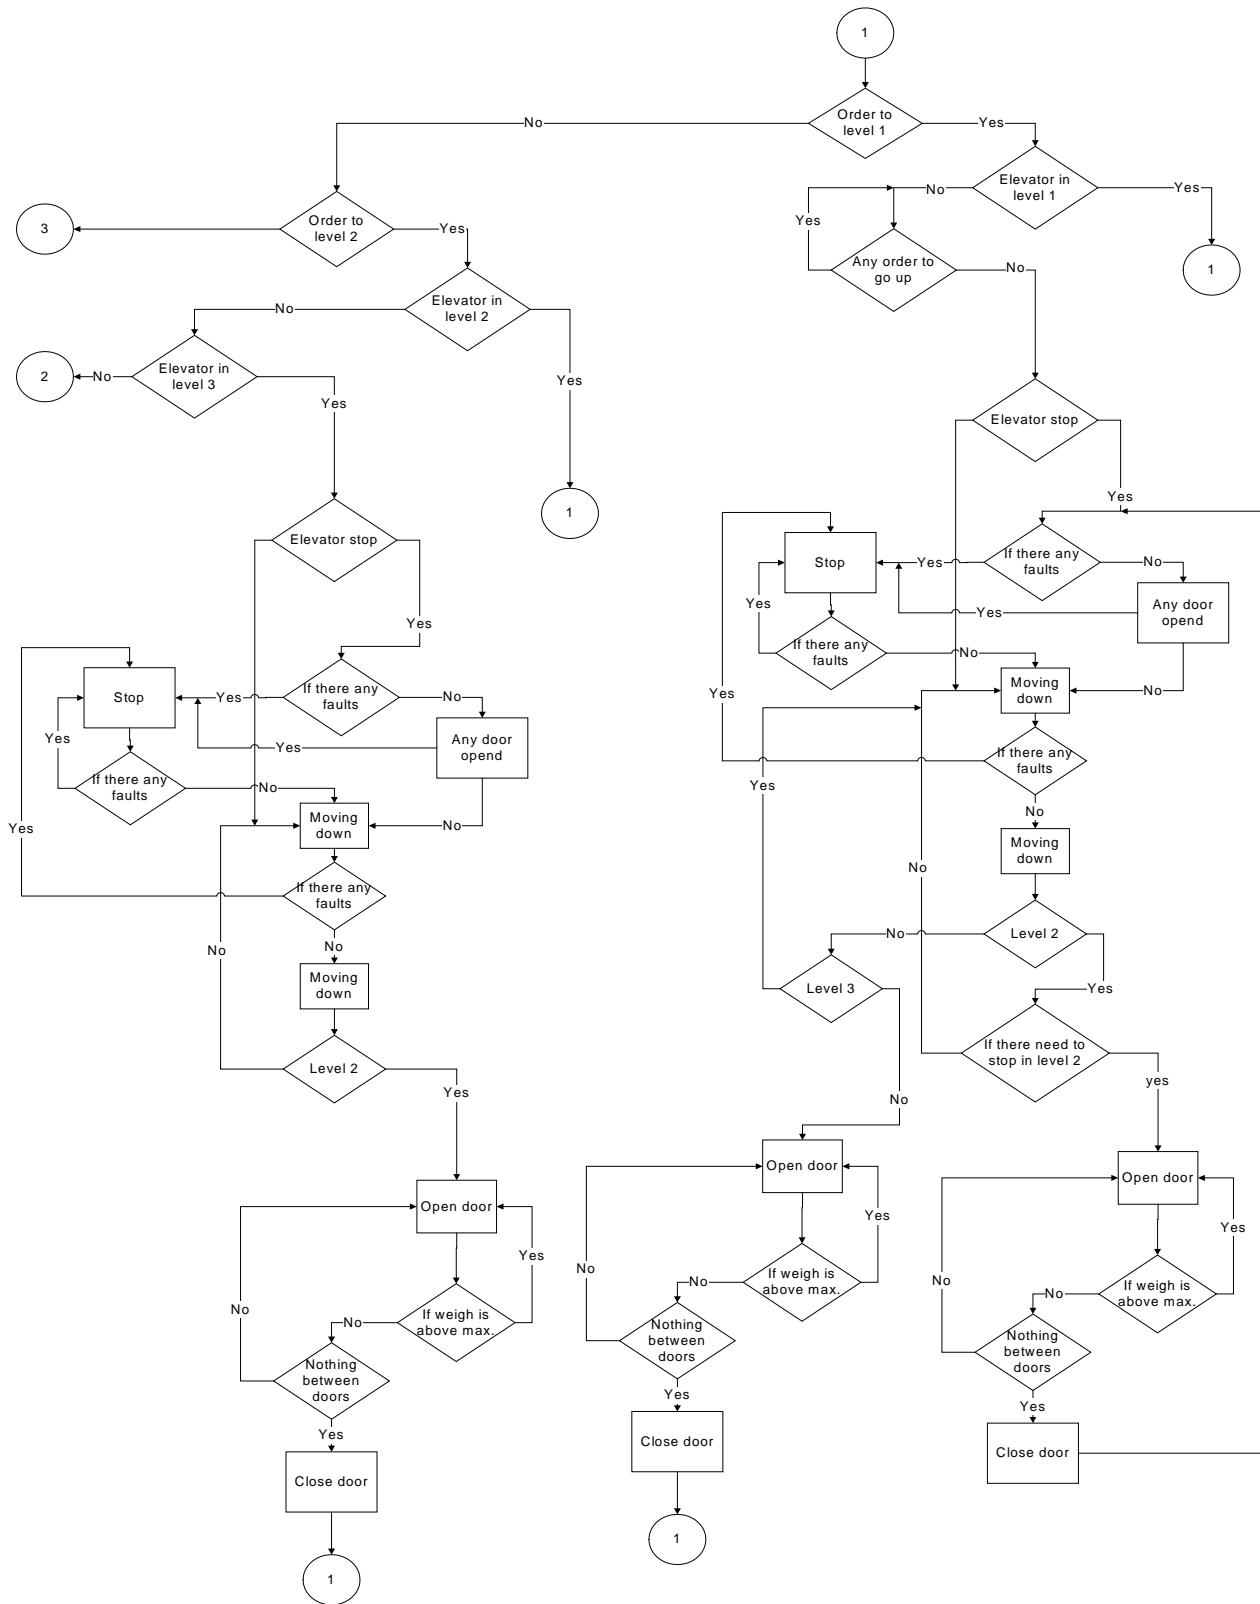 1
Order to
level 1
No
Yes
Elevator in
level 1
No
Yes
Order to
level 2
3
Yes
Yes
Any order to
go up
No
1
Elevator in
level 2
No
Elevator in
level 3
2
No
Yes
Yes
Elevator stop
Yes
1
Elevator stop
Yes
Stop
Yes
If there any
faults
No
Yes
Any door
opend
Yes
If there any
faults
No
Yes
Moving
down
No
If there any
faults
Yes
No
Moving
down
No
Level 2
No
Yes
Level 3
If there need to
stop in level 2
No
yes
Stop
Yes
If there any
faults
No
Yes
Any door
opend
Yes
If there any
faults
No
Yes
Moving
down
No
If there any
faults
No
No
Moving
down
Level 2
Yes
Open door
Yes
No
If weigh is
above max.
No
Nothing
between
doors
Yes
Close door
1
Open door
Yes
No
If weigh is
above max.
No
Nothing
between
doors
Yes
Close door
1
Open door
Yes
No
If weigh is
above max.
No
Nothing
between
doors
Yes
Close door